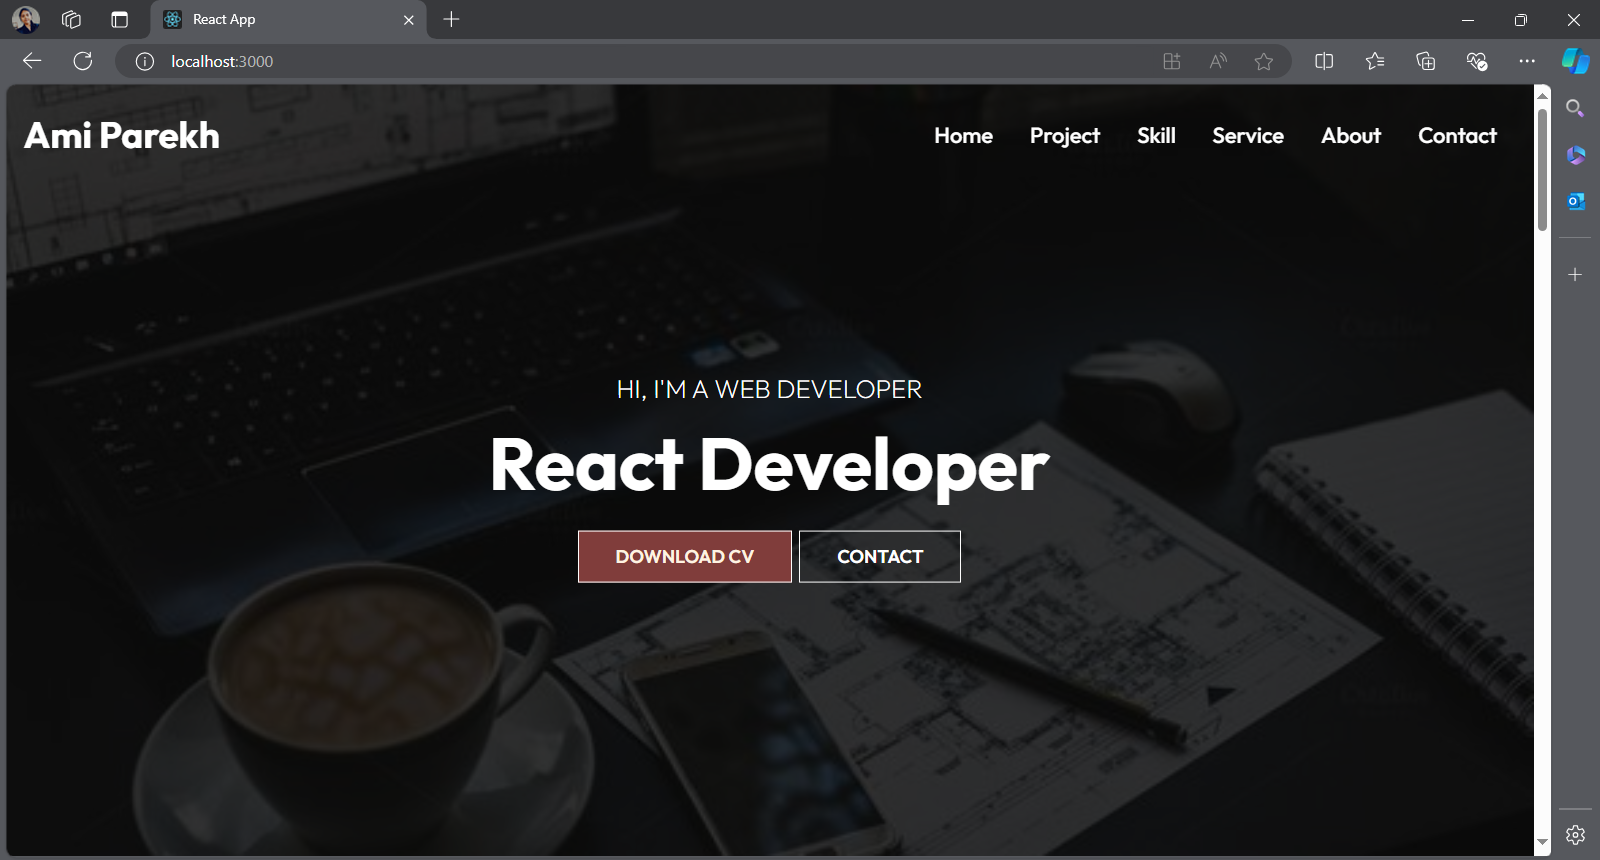 React App
localhost:3000
Ami Parekh
Home Project Skill Service About Contact
HI, I'M A WEB DEVELOPER
React Developer
DOWNLOAD CV CONTACT